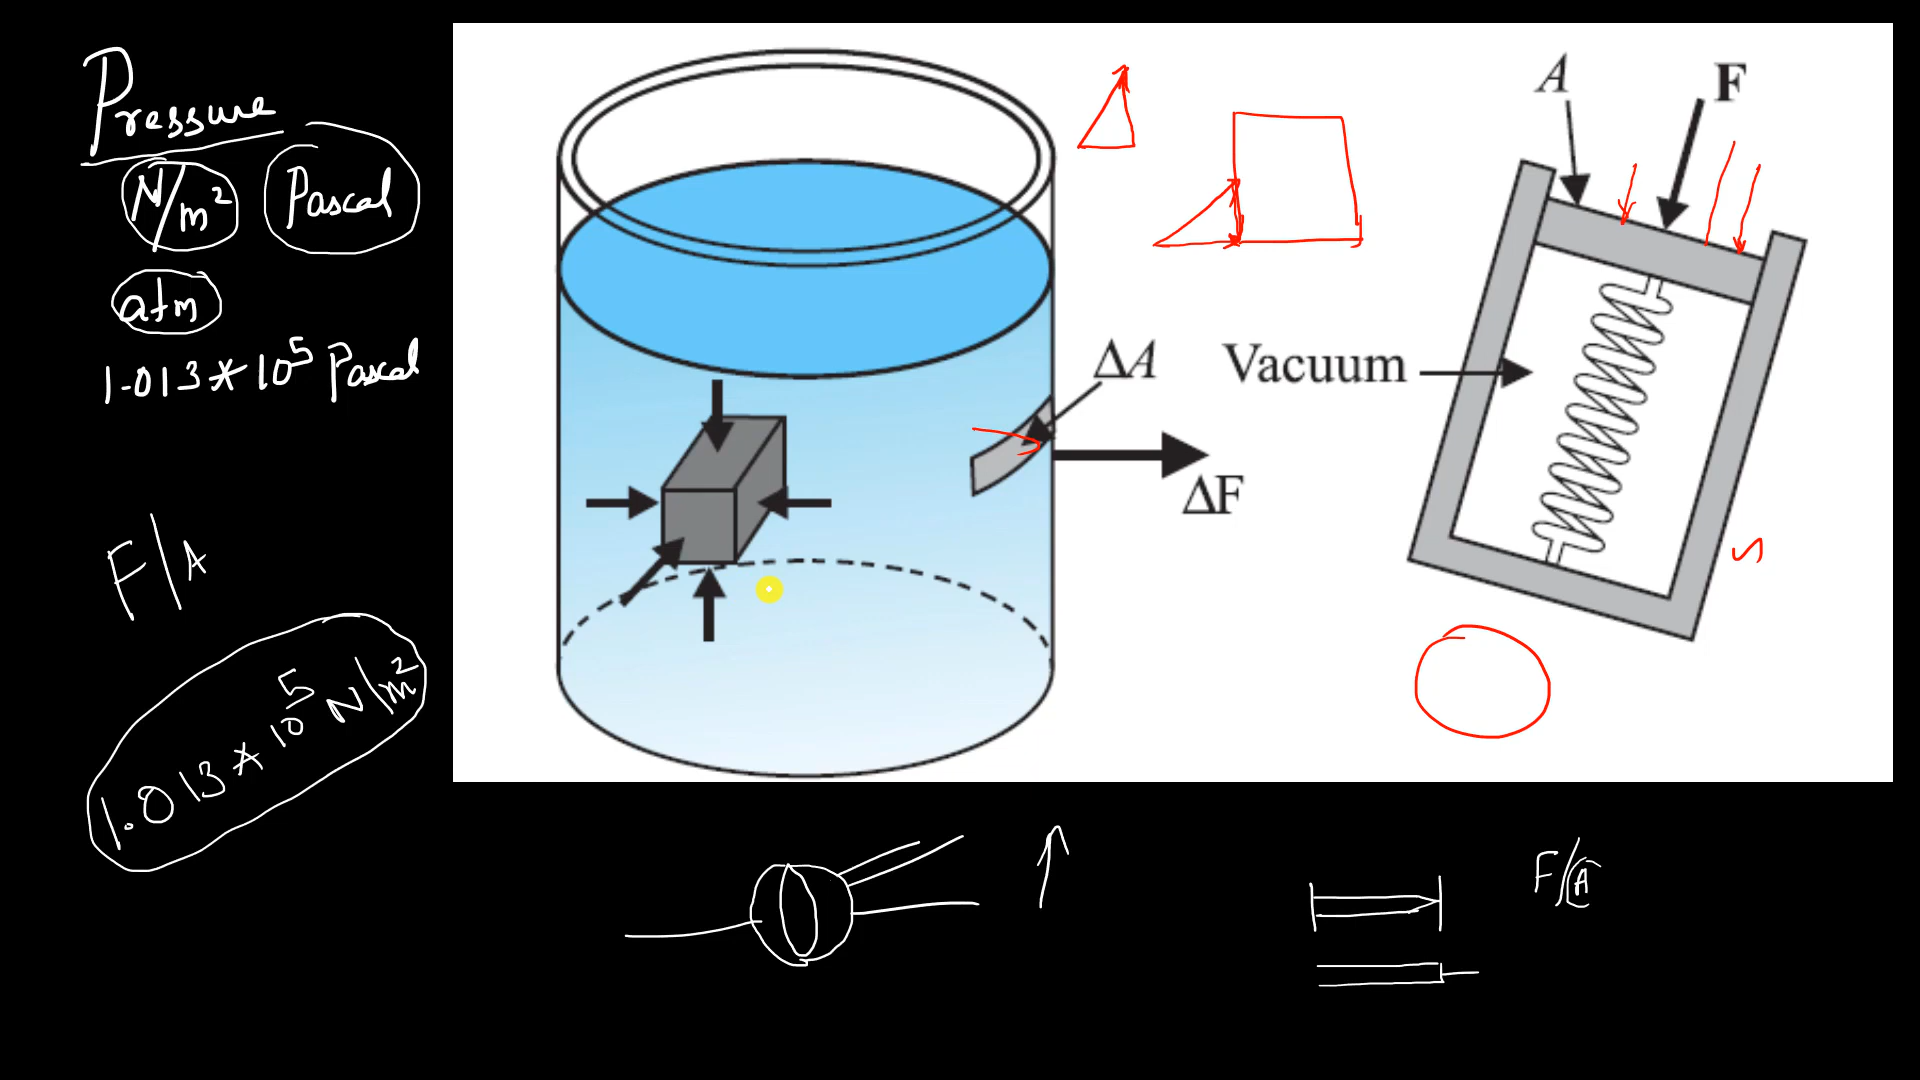 Pressure
N/m² Pascal
atm
1.013*10⁵ Pascal
F/A
1.013*10⁵ N/m²
A F
ΔA Vacuum
ΔF
F/A